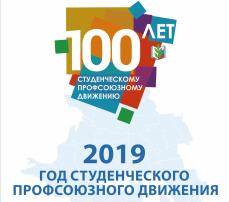 100 ЛЕТ
СТУДЕНЧЕСКОМУ
ПРОФСОЮЗНОМУ
ДВИЖЕНИЮ
2019
ГОД СТУДЕНЧЕСКОГО
ПРОФСОЮЗНОГО ДВИЖЕНИЯ